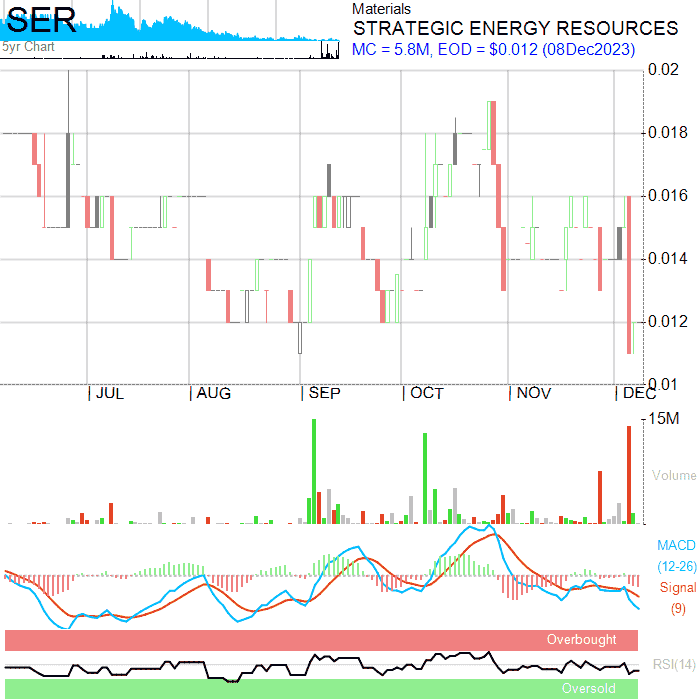 SER
5yr Chart
Materials
STRATEGIC ENERGY RESOURCES
MC = 5.8M, EOD = $0.012 (08Dec2023)
0.02
0.018
0.016
0.014
0.012
0.01
| JUL | AUG | SEP | OCT | NOV | DEC
15M
Volume
MACD
(12-26)
Signal
(9)
Overbought
RSI(14)
Oversold